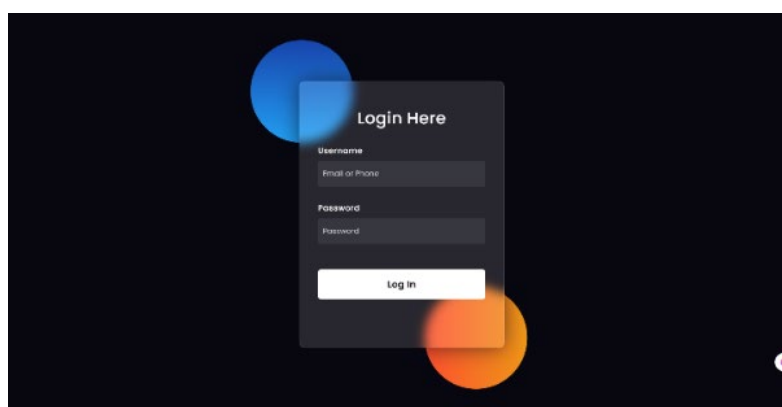 Login Here
Username
Email or Phone
Password
Password
Log In